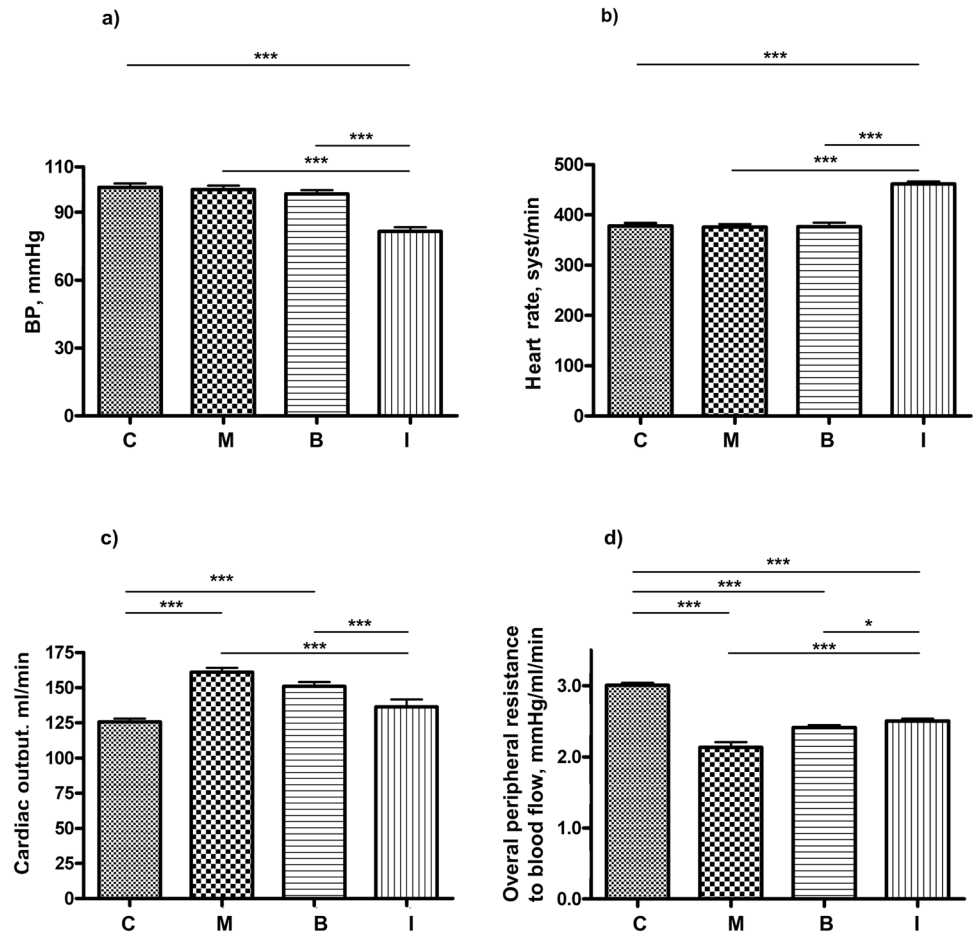 a)
***
***
***
110
90
60
30
0
BP, mmHg
C M B I
b)
***
***
***
500
400
300
200
100
0
Heart rate, syst/min
C M B I
c)
***
***
***
***
175
150
125
100
75
50
25
0
Cardiac outout. ml/min
C M B I
d)
***
***
***
*
***
3.0
2.0
1.0
0.0
Overal peripheral resistance
to blood flow, mmHg/ml/min
C M B I